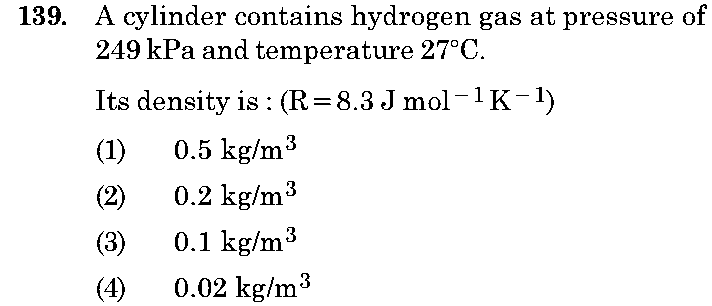 139. A cylinder contains hydrogen gas at pressure of
249 kPa and temperature 27°C.
Its density is : (R = 8.3 J mol⁻¹ K⁻¹)
(1) 0.5 kg/m³
(2) 0.2 kg/m³
(3) 0.1 kg/m³
(4) 0.02 kg/m³